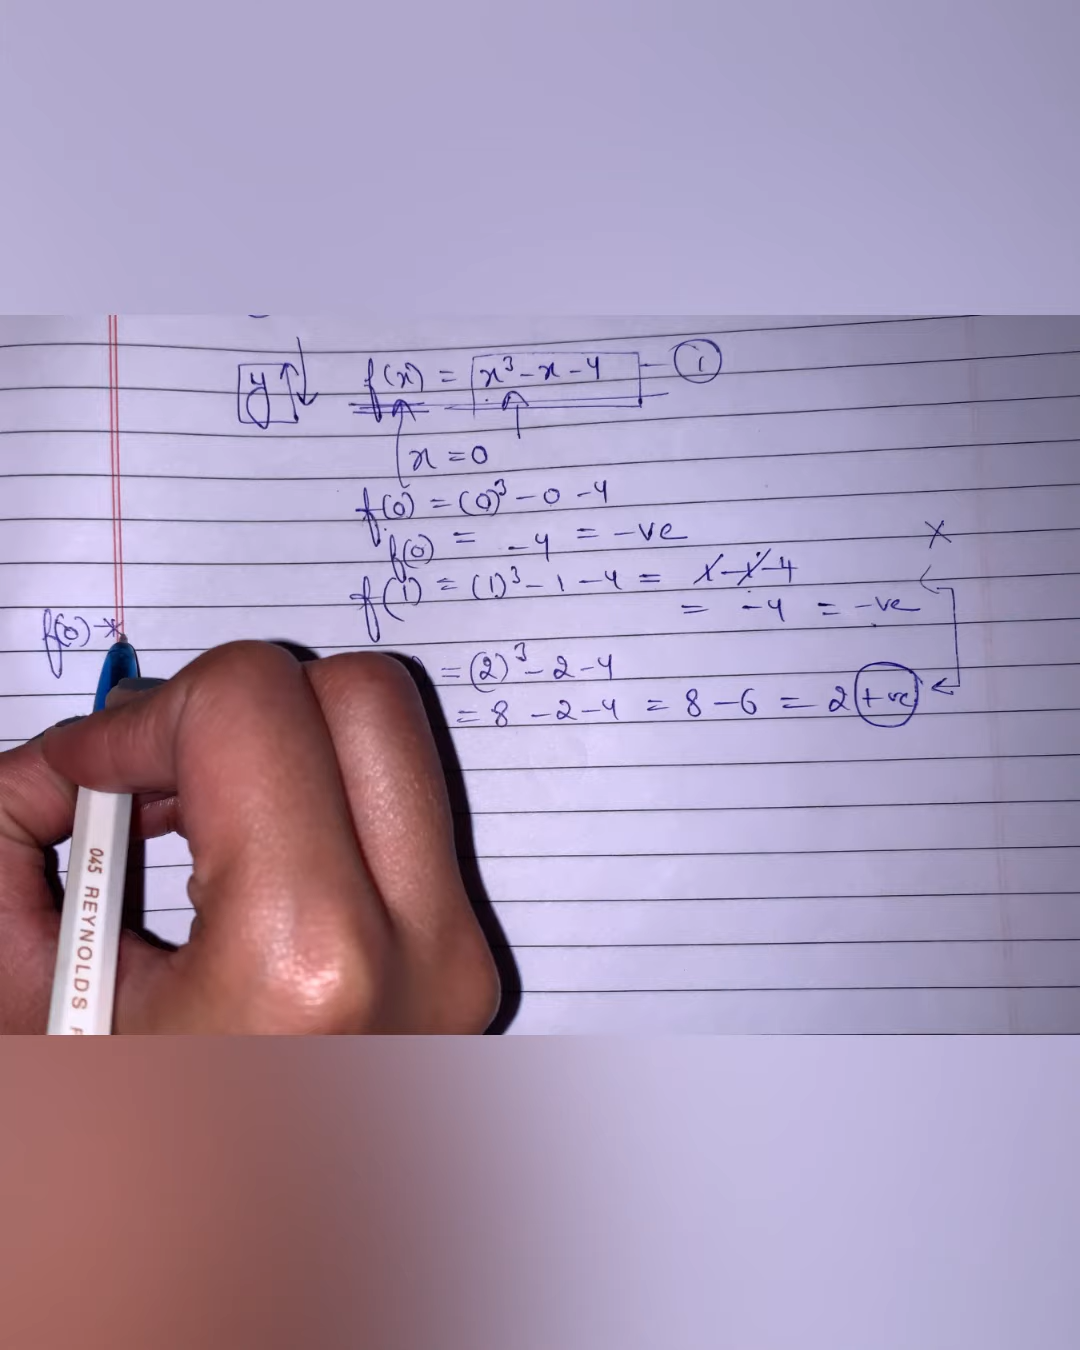 y f(x) = x³ - x - 4 - 1
x = 0
f(0) = (0)³ - 0 - 4
f(0) = -4 = -ve
f(1) = (1)³ - 1 - 4 = 1 - 1 - 4
= -4 = -ve
f(0) -
= (2)³ - 2 - 4
= 8 - 2 - 4 = 8 - 6 = 2 +ve
045 REYNOLDS